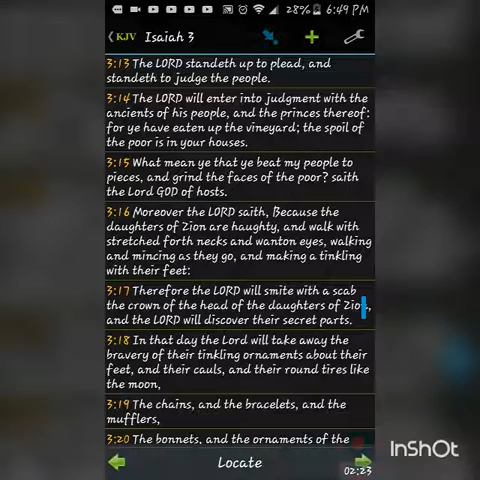 28% 6:49 PM
KJV Isaiah 3
3:13 The LORD standeth up to plead, and
standeth to judge the people.
3:14 The LORD will enter into judgment with the
ancients of his people, and the princes thereof:
for ye have eaten up the vineyard; the spoil of
the poor is in your houses.
3:15 What mean ye that ye beat my people to
pieces, and grind the faces of the poor? saith
the Lord GOD of hosts.
3:16 Moreover the LORD saith, Because the
daughters of Zion are haughty, and walk with
stretched forth necks and wanton eyes, walking
and mincing as they go, and making a tinkling
with their feet:
3:17 Therefore the LORD will smite with a scab
the crown of the head of the daughters of Zion,
and the LORD will discover their secret parts.
3:18 In that day the Lord will take away the
bravery of their tinkling ornaments about their
feet, and their cauls, and their round tires like
the moon,
3:19 The chains, and the bracelets, and the
mufflers,
3:20 The bonnets, and the ornaments of the
InShOt
Locate
02:23